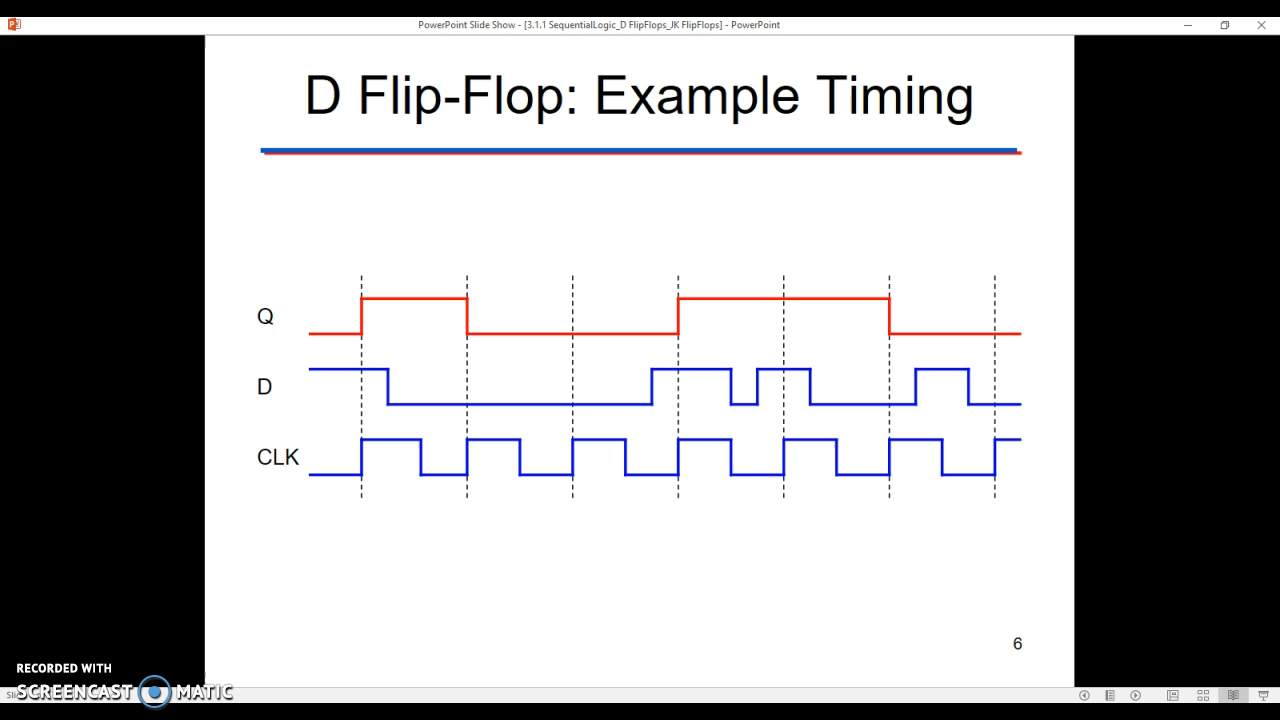 PowerPoint Slide Show - [3.1.1 SequentialLogic_D FlipFlops_JK FlipFlops] - PowerPoint
D Flip-Flop: Example Timing
Q
D
CLK
6
RECORDED WITH
SCREENCAST MATIC